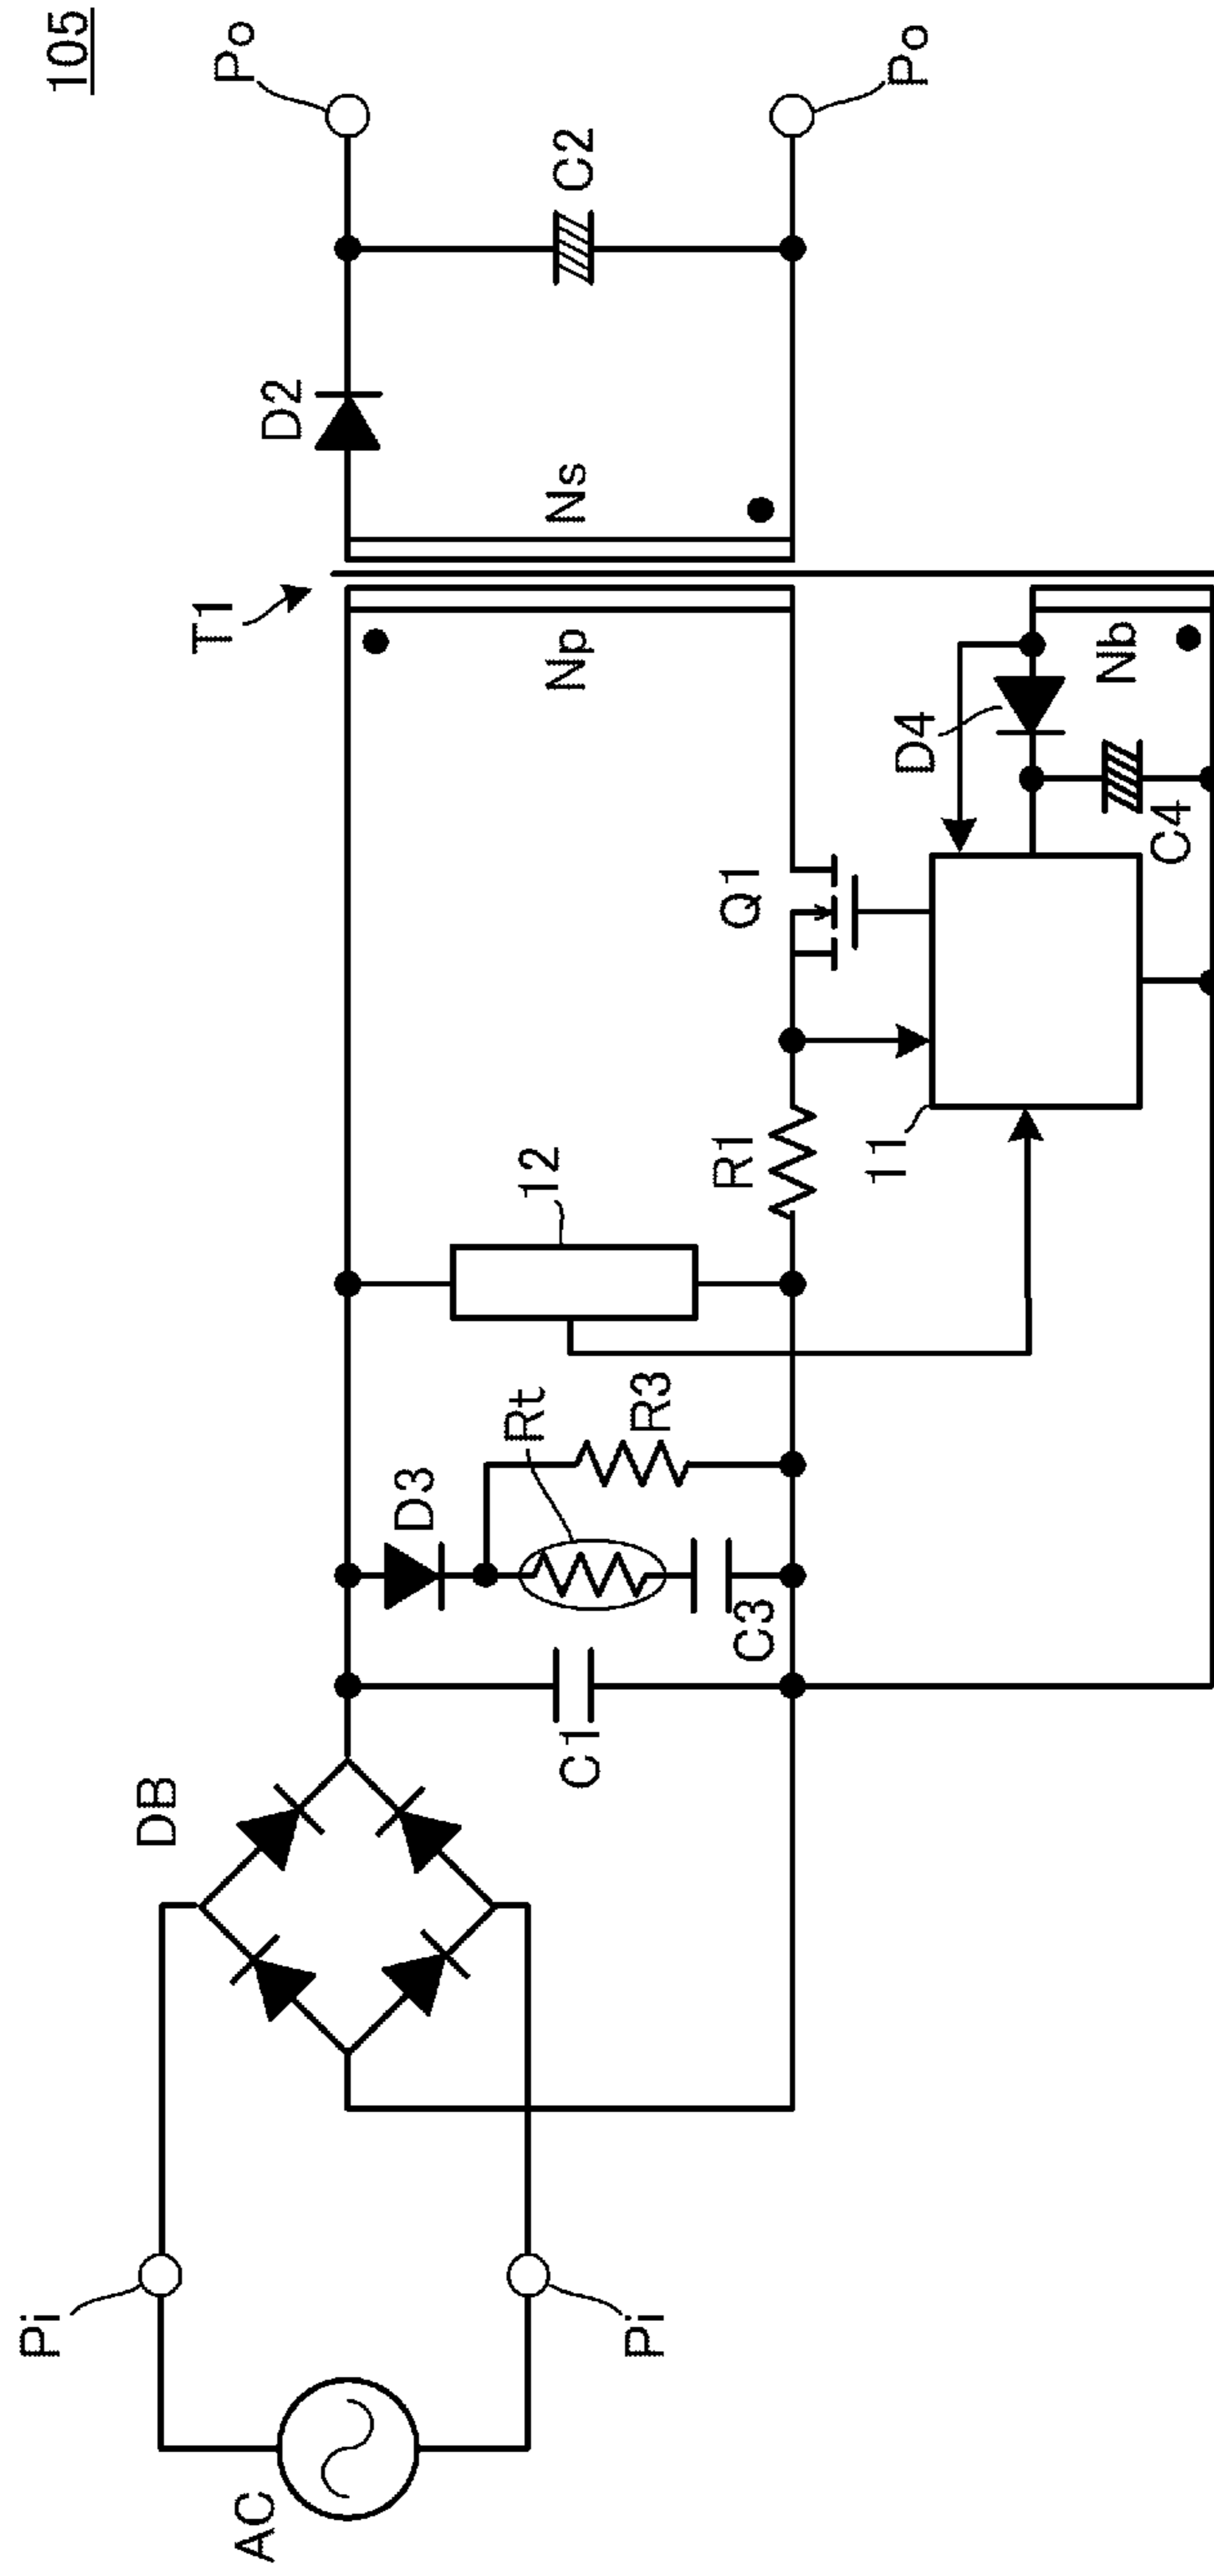 105
Po
Po
C2
D2
Ns
T1
Np
Nb
D4
C4
Q1
11
R1
12
Rt
R3
D3
C3
C1
DB
Pi
Pi
AC